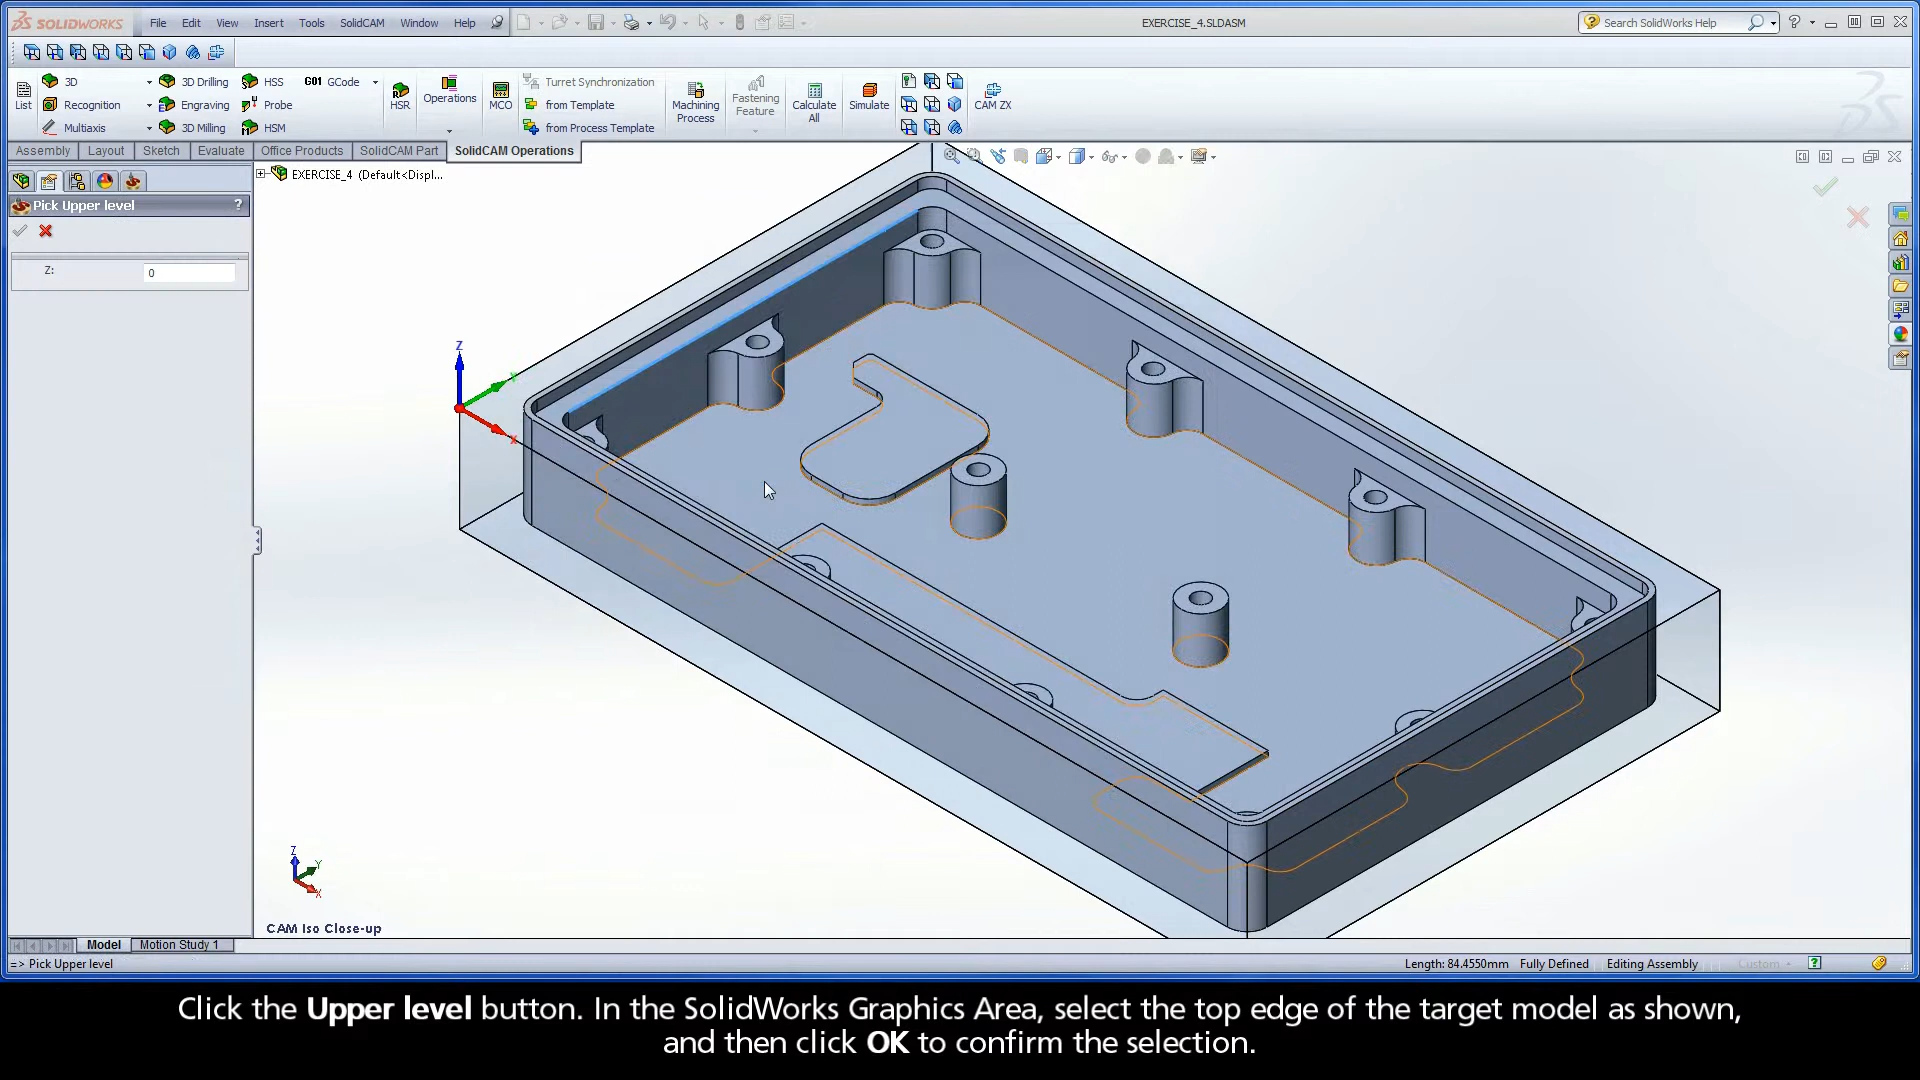 SOLIDWORKS File Edit View Insert Tools SolidCAM Window Help EXERCISE_4.SLDASM Search SolidWorks Help
3D 3D Drilling HSS G01 GCode Turret Synchronization
List Recognition Engraving Probe HSR Operations MCO from Template Machining Process Fastening Feature Calculate All Simulate CAM ZX
Multiaxis 3D Milling HSM from Process Template
Assembly Layout Sketch Evaluate Office Products SolidCAM Part SolidCAM Operations
EXERCISE_4 (Default<Displ...
Pick Upper level ?
Z: 0
Z
X
Z
Y
X
CAM Iso Close-up
Model Motion Study 1
=> Pick Upper level Length: 84.4550mm Fully Defined Editing Assembly Custom
Click the Upper level button. In the SolidWorks Graphics Area, select the top edge of the target model as shown,
and then click OK to confirm the selection.